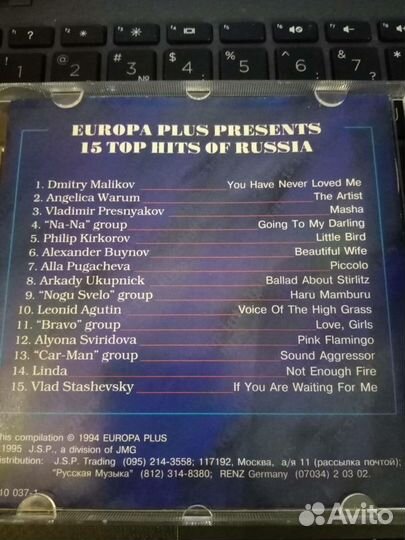 EUROPA PLUS PRESENTS
15 TOP HITS OF RUSSIA
1. Dmitry Malikov You Have Never Loved Me
2. Angelica Warum The Artist
3. Vladimir Presnyakov Masha
4. "Na-Na" group Going To My Darling
5. Philip Kirkorov Little Bird
6. Alexander Buynov Beautiful Wife
7. Alla Pugacheva Piccolo
8. Arkady Ukupnick Ballad About Stirlitz
9. "Nogu Svelo" group Haru Mamburu
10. Leonid Agutin Voice Of The High Grass
11. "Bravo" group Love, Girls
12. Alyona Sviridova Pink Flamingo
13. "Car-Man" group Sound Aggressor
14. Linda Not Enough Fire
15. Vlad Stashevsky If You Are Waiting For Me
his compilation ℗ 1994 EUROPA PLUS
1995 J.S.P., a division of JMG
istribution: J.S.P. Trading (095) 214-3558; 117192, Москва, а/я 11 (рассылка почтой);
"Русская Музыка" (812) 314-8380; RENZ Germany (07034) 2 03 02.
10 037-1
Avito